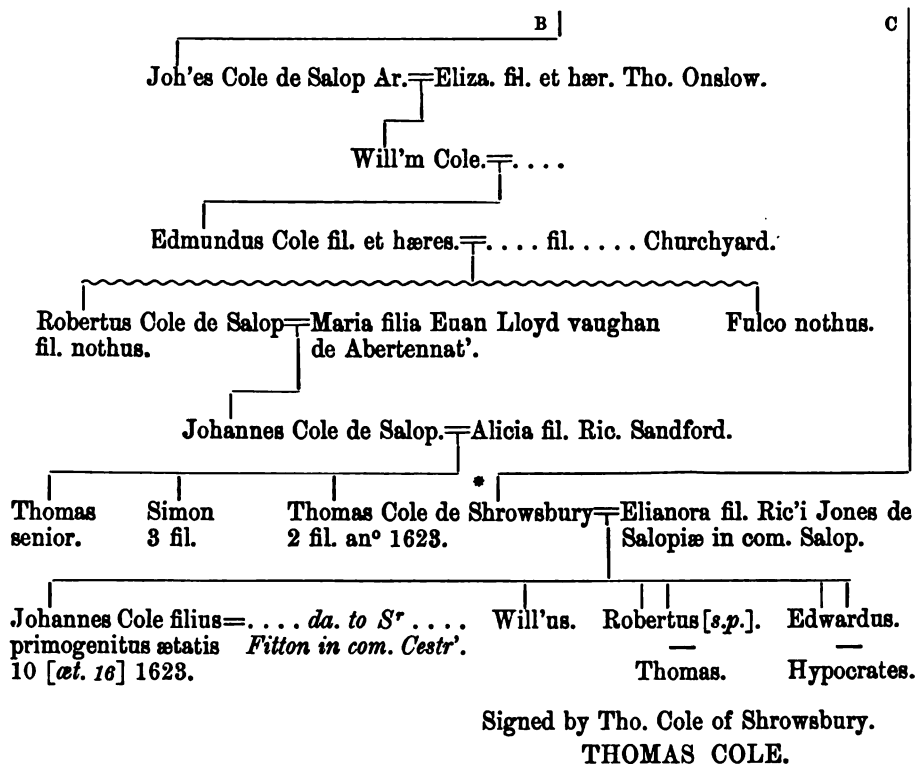 B C
Joh'es Cole de Salop Ar.=Eliza. fil. et hær. Tho. Onslow.
Will'm Cole.=. . . .
Edmundus Cole fil. et hæres.=. . . . fil. . . . . . Churchyard.
Robertus Cole de Salop=Maria filia Euan Lloyd vaughan Fulco nothus.
fil. nothus. de Abertennat'.
Johannes Cole de Salop.=Alicia fil. Ric. Sandford.
*
Thomas Simon Thomas Cole de Shrowsbury=Elianora fil. Ric'i Jones de
senior. 3 fil. 2 fil. anº 1623. Salopiæ in com. Salop.
Johannes Cole filius=. . . . da. to Sʳ . . . . Will'us. Robertus [s.p.]. Edwardus.
primogenitus ætatis Fitton in com. Cestr'. — —
10 [æt. 16] 1623. Thomas. Hypocrates.
Signed by Tho. Cole of Shrowsbury.
THOMAS COLE.